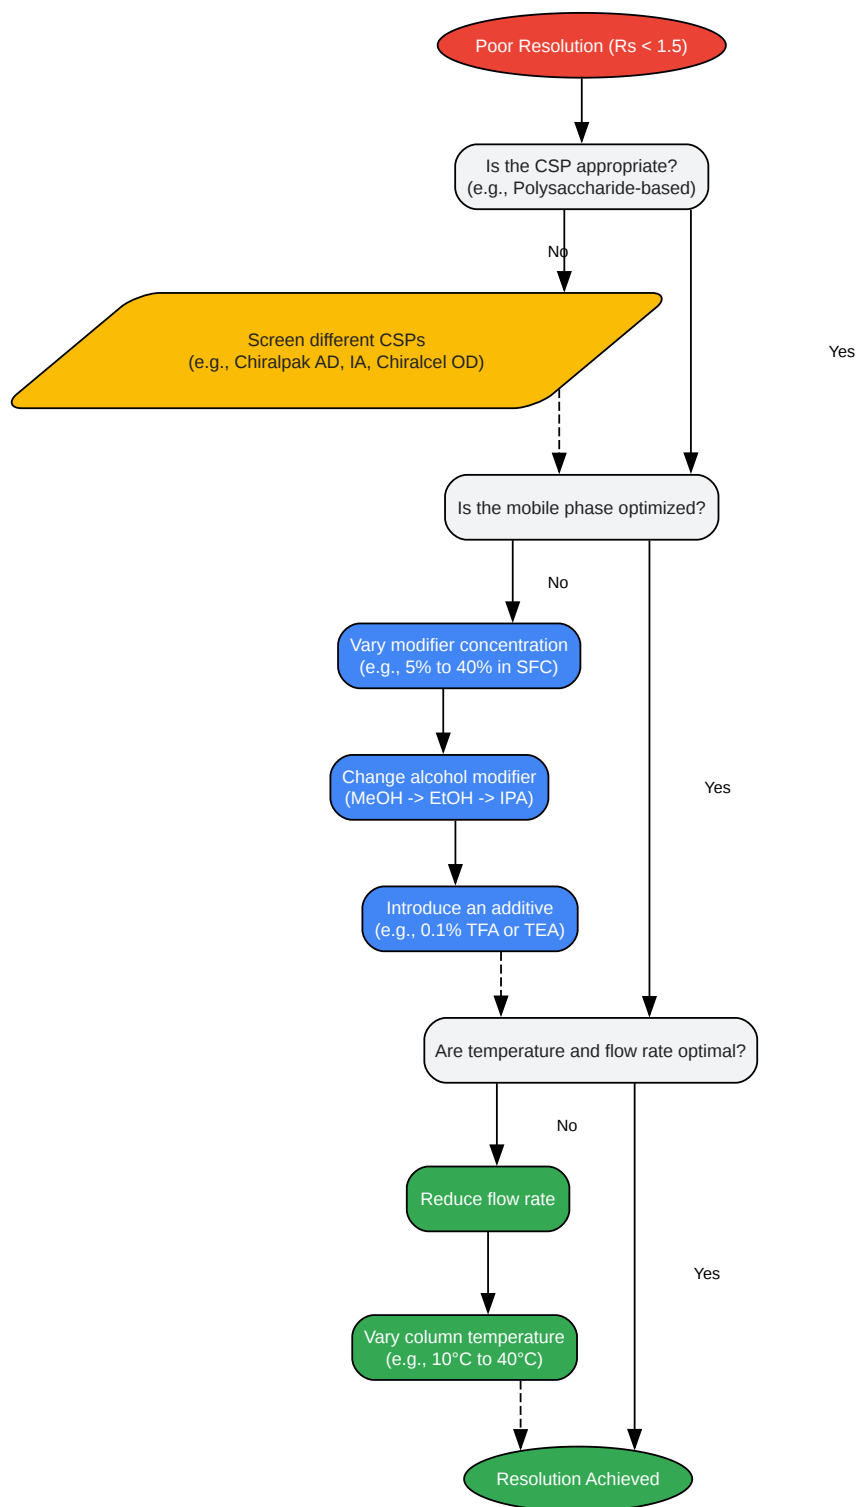 Poor Resolution (Rs < 1.5)
Is the CSP appropriate?
(e.g., Polysaccharide-based)
No
Screen different CSPs
(e.g., Chiralpak AD, IA, Chiralcel OD)
Yes
Is the mobile phase optimized?
No
Vary modifier concentration
(e.g., 5% to 40% in SFC)
Change alcohol modifier
(MeOH -> EtOH -> IPA)
Yes
Introduce an additive
(e.g., 0.1% TFA or TEA)
Are temperature and flow rate optimal?
No
Reduce flow rate
Yes
Vary column temperature
(e.g., 10°C to 40°C)
Resolution Achieved